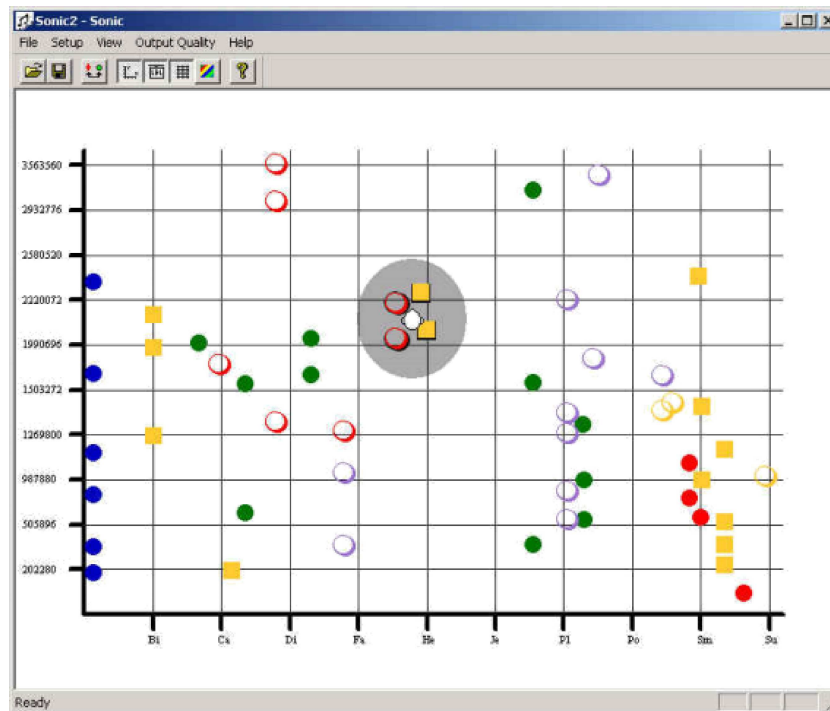 Sonic2 - Sonic
File Setup View Output Quality Help
3563560
2932776
2580520
2220072
1990696
1503272
1269800
987880
505896
202280
Bi Ca Di Fa He Je Pl Po Sm Su
Ready